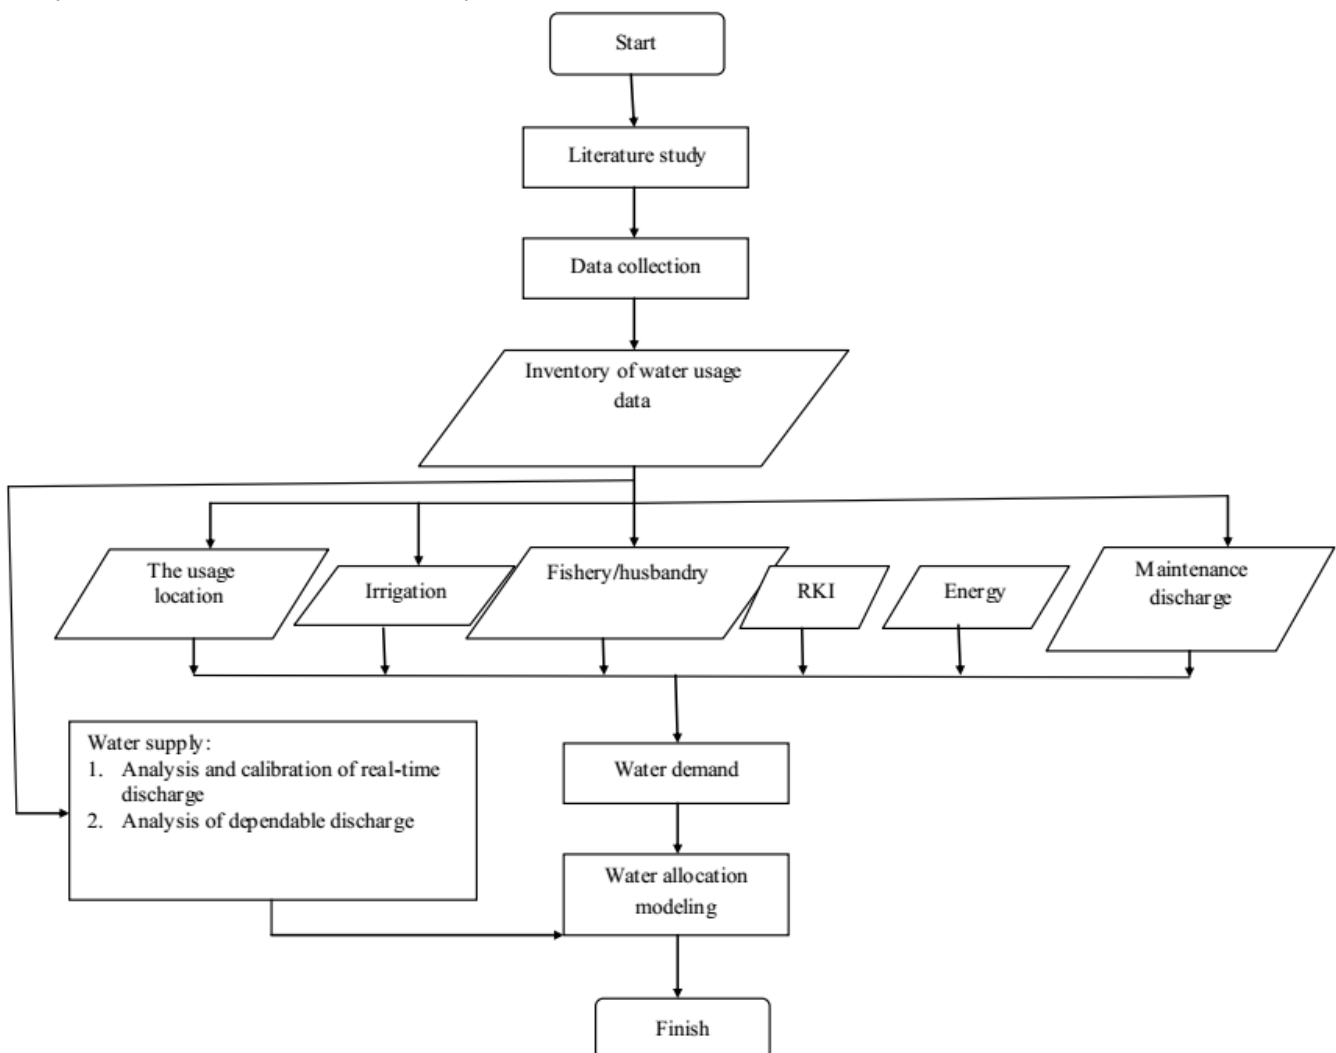 Start
Literature study
Data collection
Inventory of water usage
data
The usage
location
Irrigation
Fishery/husbandry
RKI
Energy
Maintenance
discharge
Water supply:
1. Analysis and calibration of real-time
discharge
2. Analysis of dependable discharge
Water demand
Water allocation
modeling
Finish